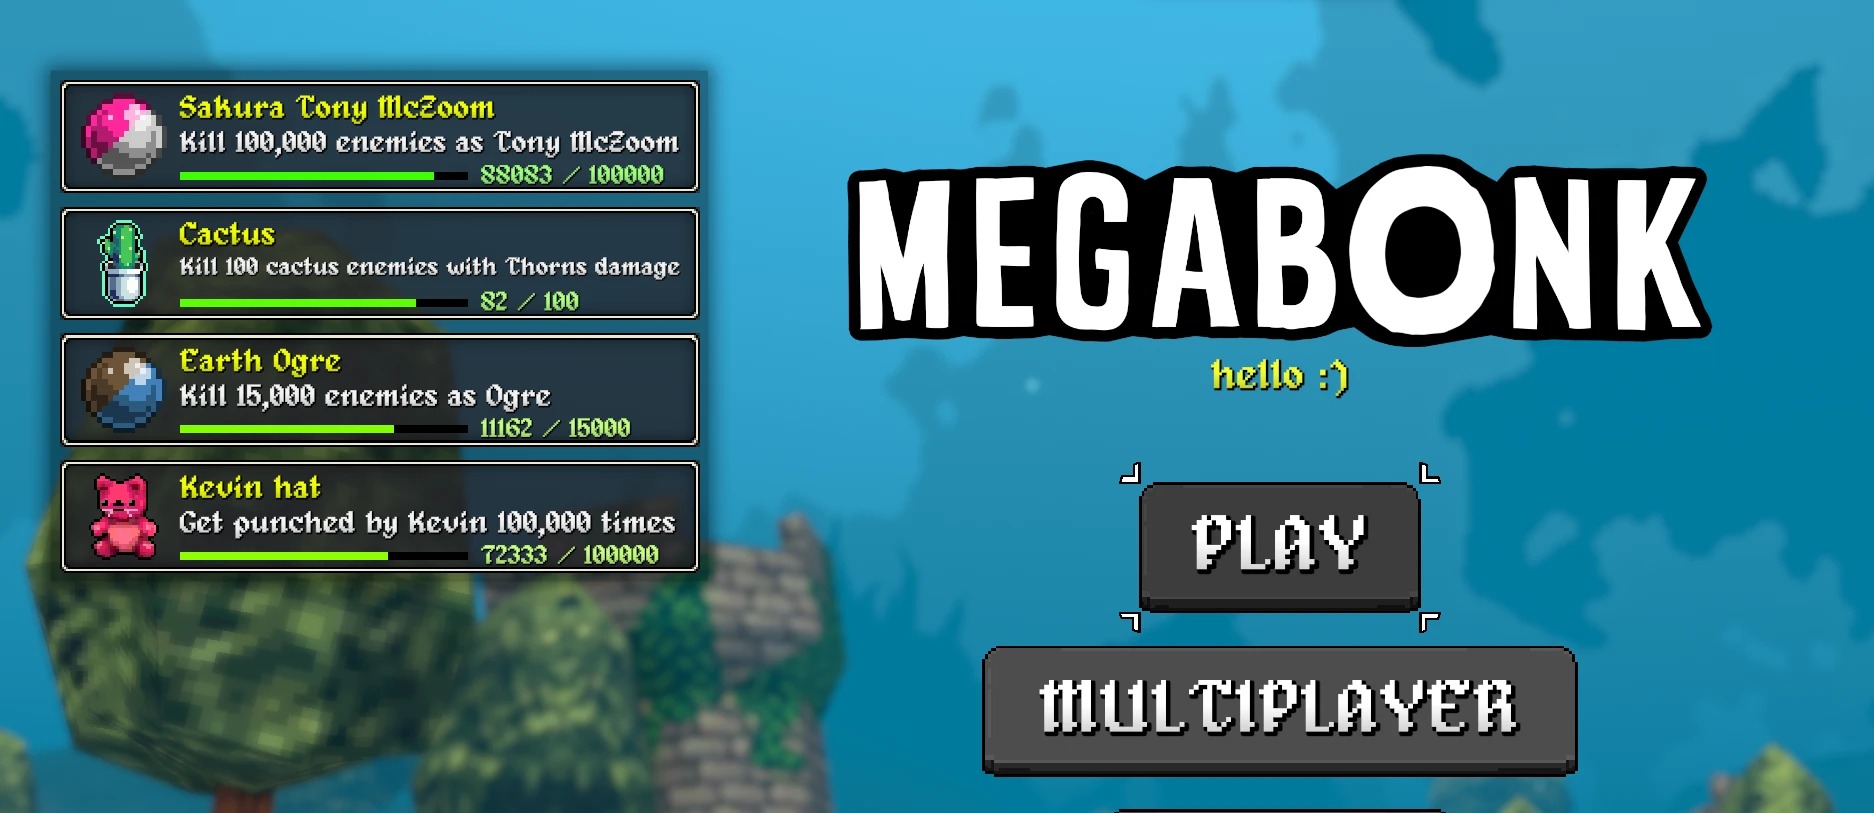 Sakura Tony McZoom
Kill 100,000 enemies as Tony McZoom
88083 / 100000
Cactus
Kill 100 cactus enemies with Thorns damage
82 / 100
Earth Ogre
Kill 15,000 enemies as Ogre
11162 / 15000
Kevin hat
Get punched by Kevin 100,000 times
72333 / 100000
MEGABONK
hello :)
PLAY
MULTIPLAYER